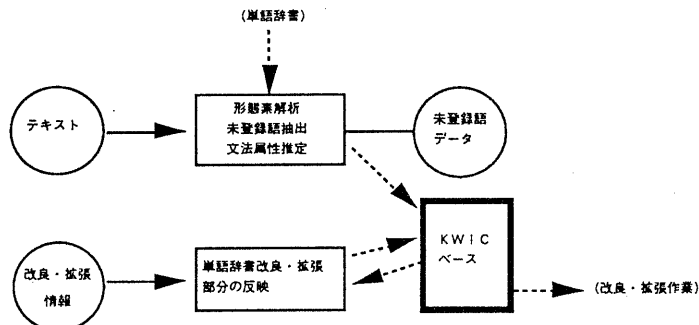 (単語辞書)
テキスト
形態素解析
未登録語抽出
文法属性推定
未登録語
データ
改良・拡張
情報
単語辞書改良・拡張
部分の反映
KWIC
ベース
(改良・拡張作業)